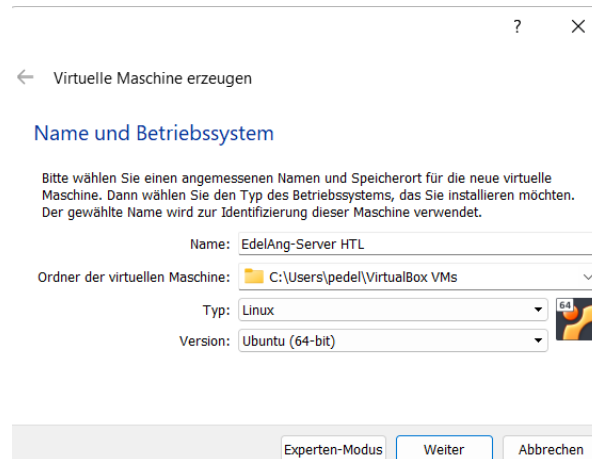 ?
Virtuelle Maschine erzeugen
Name und Betriebssystem
Bitte wählen Sie einen angemessenen Namen und Speicherort für die neue virtuelle
Maschine. Dann wählen Sie den Typ des Betriebssystems, das Sie installieren möchten.
Der gewählte Name wird zur Identifizierung dieser Maschine verwendet.
Name: EdelAng-Server HTL
Ordner der virtuellen Maschine: C:\Users\pedel\VirtualBox VMs
Typ: Linux
64
Version: Ubuntu (64-bit)
Experten-Modus Weiter Abbrechen